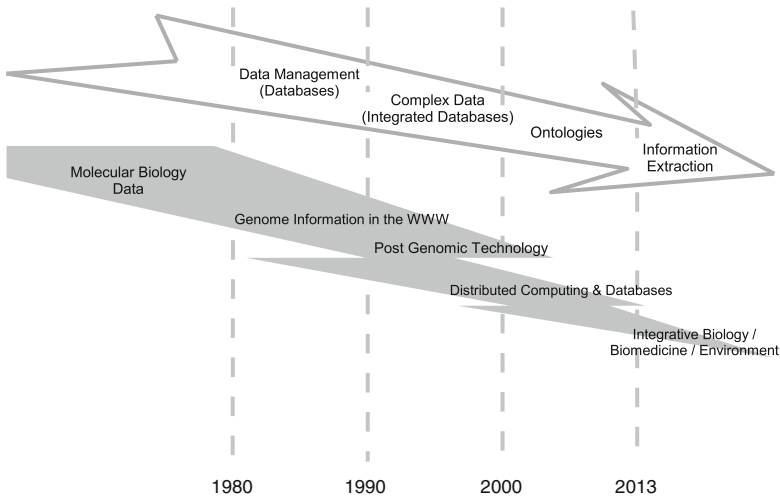 Data Management
(Databases)
Complex Data
(Integrated Databases)
Ontologies
Information
Extraction
Molecular Biology
Data
Genome Information in the WWW
Post Genomic Technology
Distributed Computing & Databases
Integrative Biology /
Biomedicine / Environment
1980 1990 2000 2013